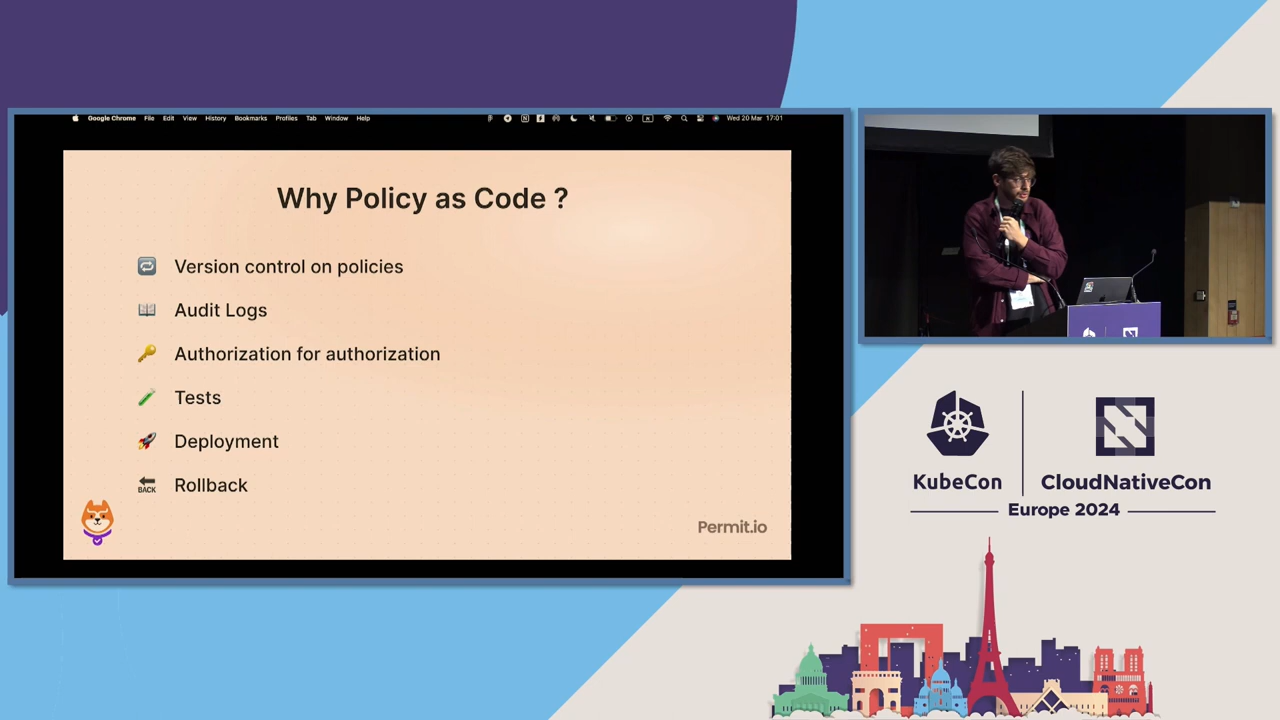 Google Chrome File Edit View History Bookmarks Profiles Tab Window Help Wed 20 Mar 17:01
Why Policy as Code ?
Version control on policies
Audit Logs
Authorization for authorization
Tests
Deployment
BACK Rollback
Permit.io
KubeCon CloudNativeCon
Europe 2024